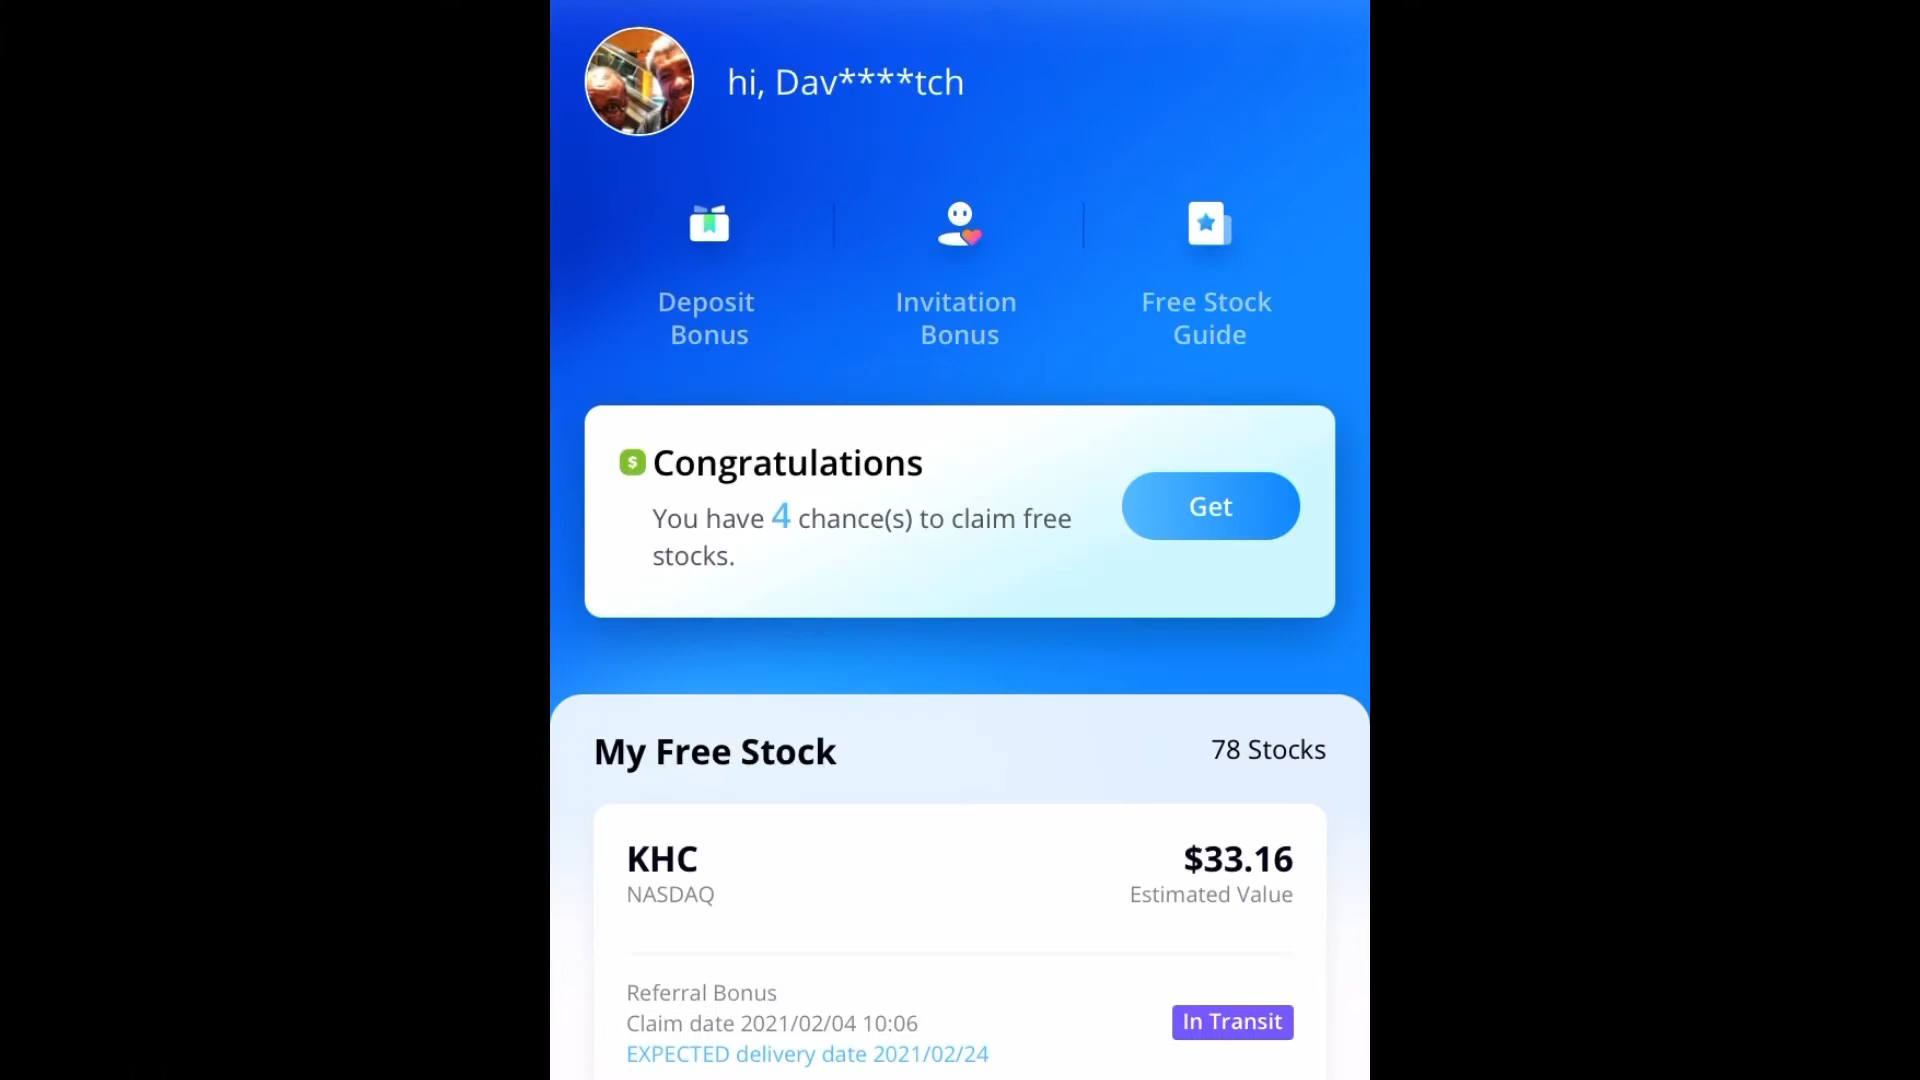 hi, Dav****tch
Deposit
Bonus
Invitation
Bonus
Free Stock
Guide
$ Congratulations
You have 4 chance(s) to claim free
stocks.
Get
My Free Stock
78 Stocks
KHC
$33.16
NASDAQ
Estimated Value
Referral Bonus
Claim date 2021/02/04 10:06
In Transit
EXPECTED delivery date 2021/02/24